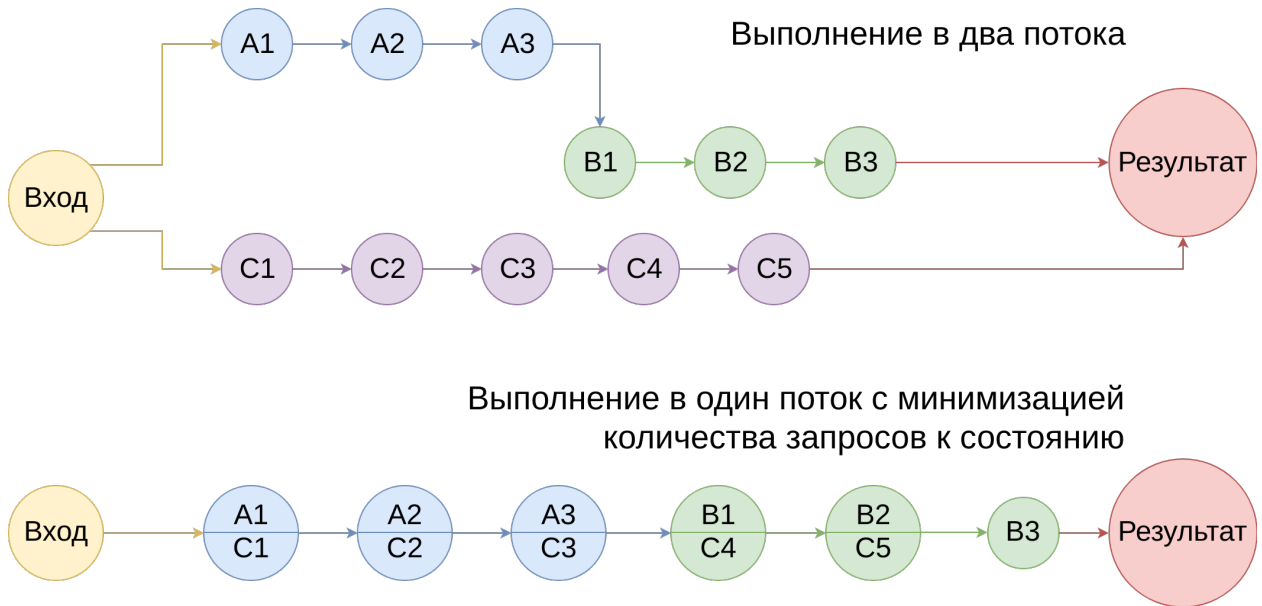 Выполнение в два потока
A1
A2
A3
B1
B2
B3
Вход
Результат
C1
C2
C3
C4
C5
Выполнение в один поток с минимизацией
количества запросов к состоянию
Вход
A1
C1
A2
C2
A3
C3
B1
C4
B2
C5
B3
Результат